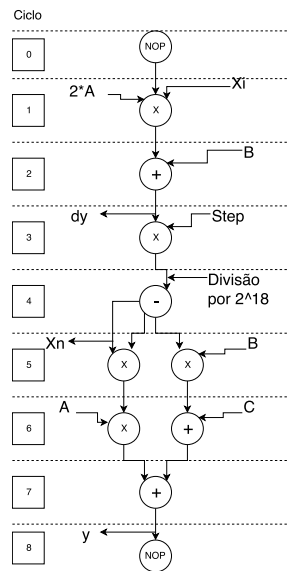 Ciclo
0
NOP
1
2*A
Xi
X
2
B
+
3
dy
Step
X
4
Divisão
por 2^18
-
5
Xn
B
X
X
6
A
C
X
+
7
+
8
y
NOP